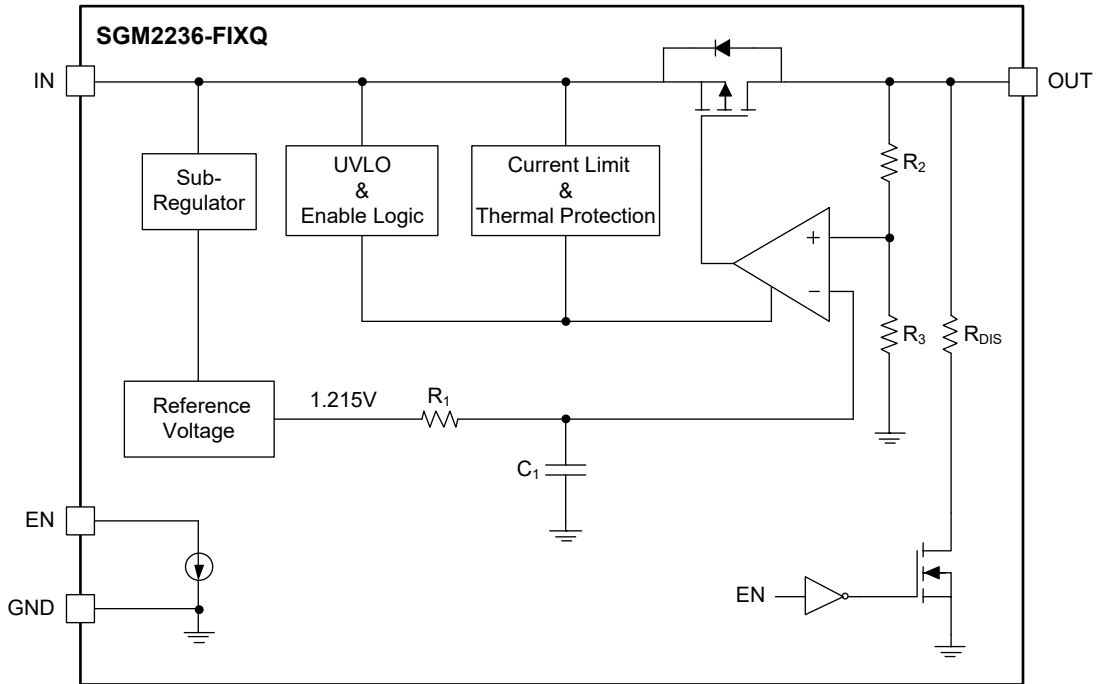 SGM2236-FIXQ
IN
OUT
Sub-
Regulator
UVLO
&
Enable Logic
Current Limit
&
Thermal Protection
R2
+
−
R3
RDIS
Reference
Voltage
1.215V
R1
C1
EN
GND
EN